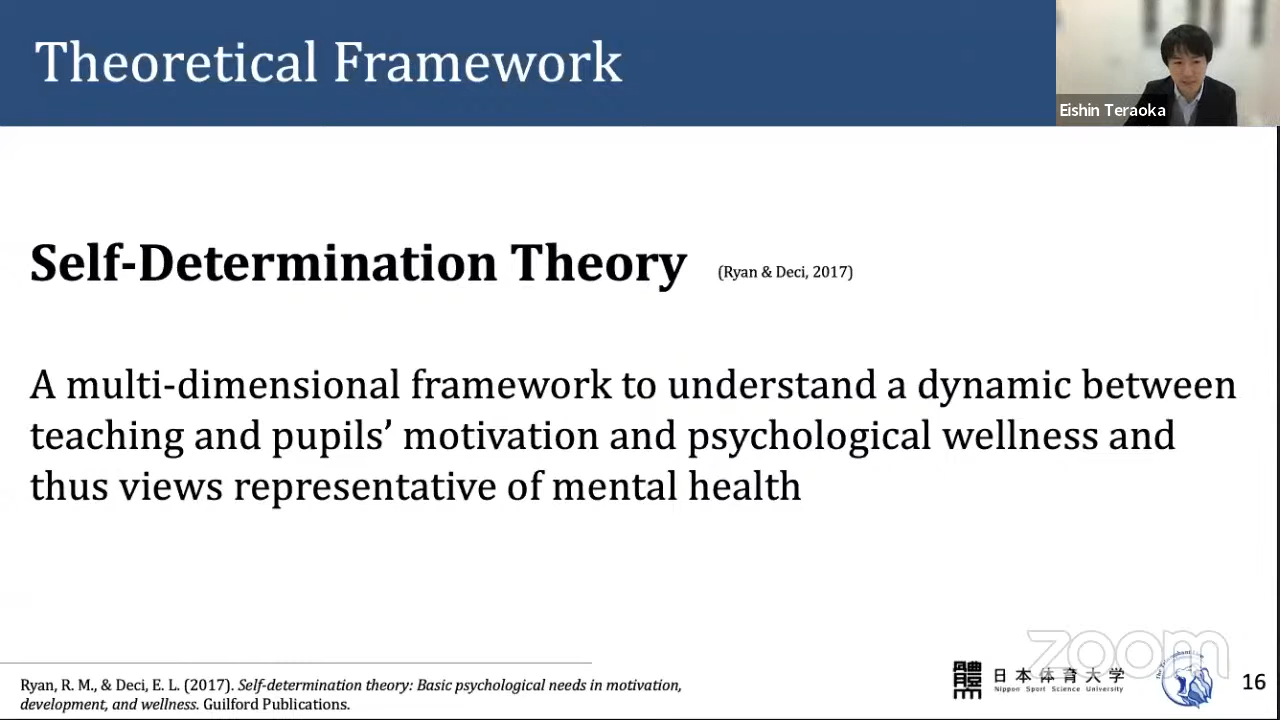 Theoretical Framework
Eishin Teraoka
Self-Determination Theory (Ryan & Deci, 2017)
A multi-dimensional framework to understand a dynamic between
teaching and pupils’ motivation and psychological wellness and
thus views representative of mental health
zoom
Ryan, R. M., & Deci, E. L. (2017). Self-determination theory: Basic psychological needs in motivation,
development, and wellness. Guilford Publications.
日本体育大学
Nippon Sport Science University
16